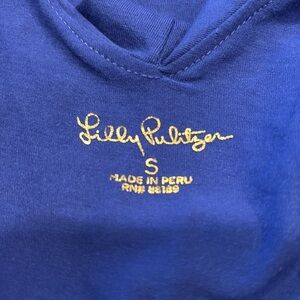 Lilly Pulitzer
S
MADE IN PERU
RN# 88189